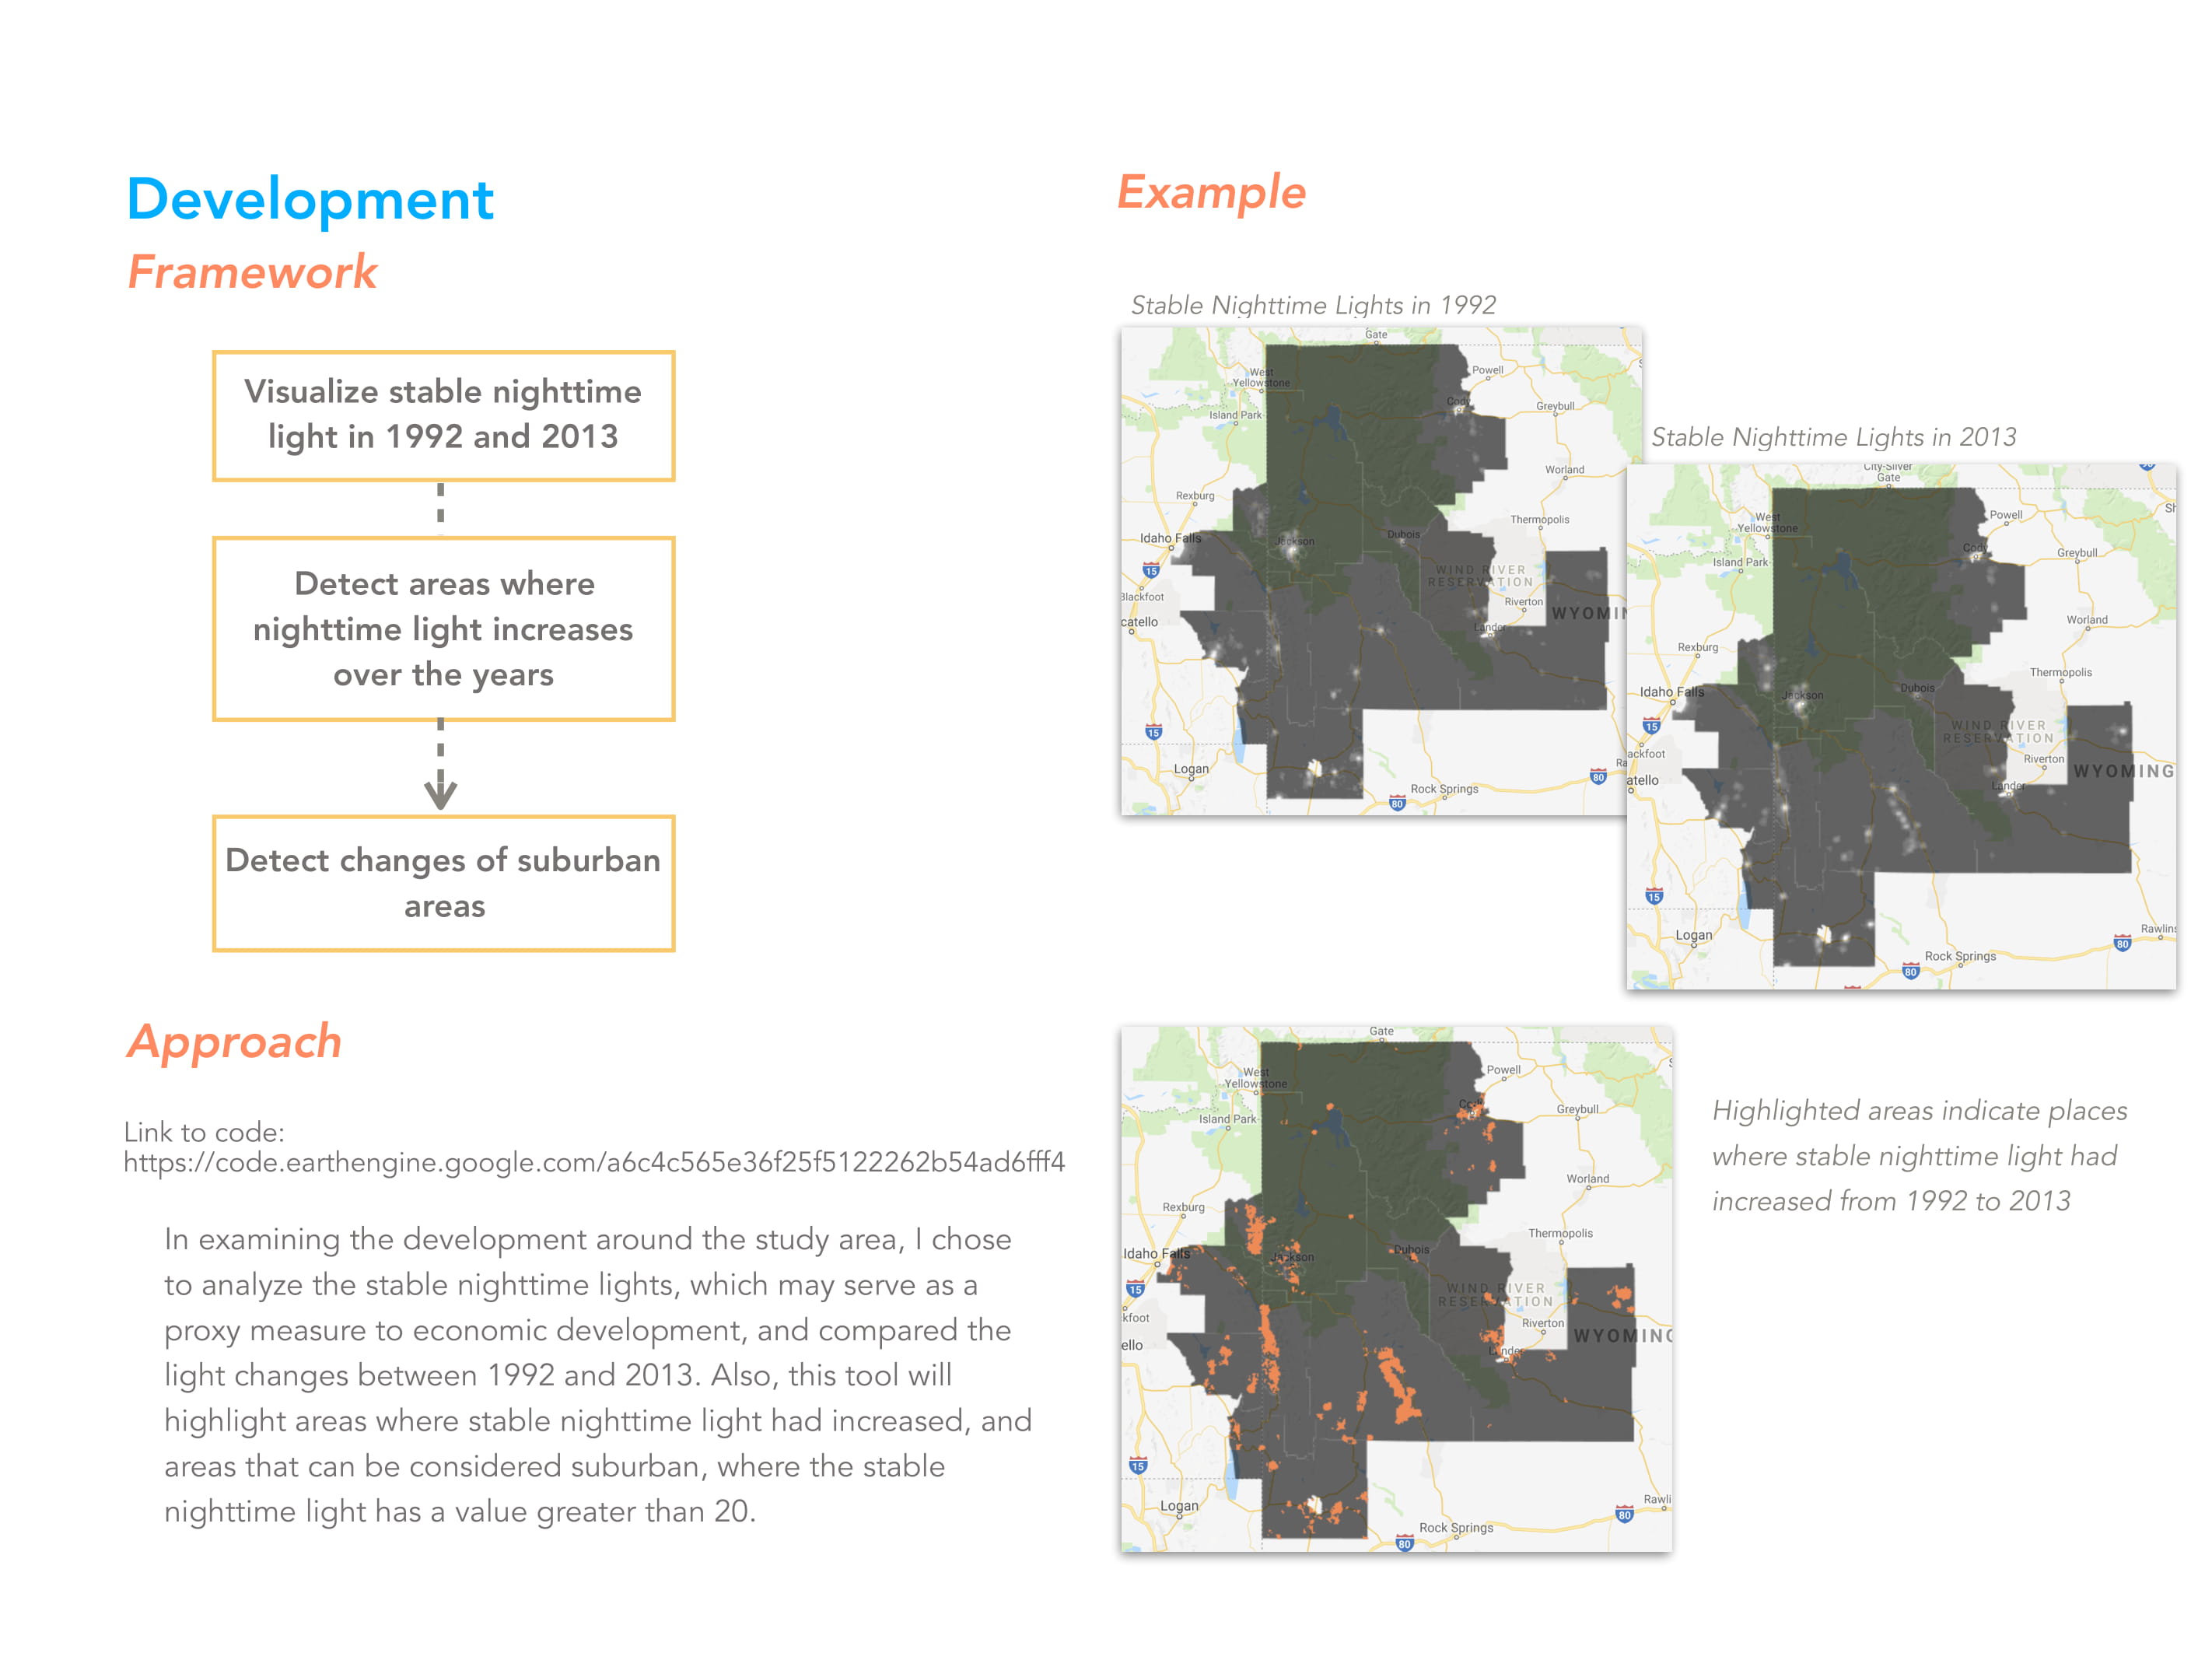 Development
Framework
Visualize stable nighttime
light in 1992 and 2013
Detect areas where
nighttime light increases
over the years
Detect changes of suburban
areas
Approach
Link to code:
https://code.earthengine.google.com/a6c4c565e36f25f5122262b54ad6fff4
In examining the development around the study area, I chose
to analyze the stable nighttime lights, which may serve as a
proxy measure to economic development, and compared the
light changes between 1992 and 2013. Also, this tool will
highlight areas where stable nighttime light had increased, and
areas that can be considered suburban, where the stable
nighttime light has a value greater than 20.
Example
Stable Nighttime Lights in 1992
Gate
West
Yellowstone
Powell
Cody
Island Park
Greybull
Worland
Rexburg
Thermopolis
Idaho Falls
Jackson
Dubois
15
WIND RIVER
RESERVATION
Blackfoot
Riverton
WYOMIN
catello
Lander
15
Logan
80
Rock Springs
80
Stable Nighttime Lights in 2013
City-Silver
Gate
West
Yellowstone
Powell
Cody
Island Park
Greybull
Worland
Rexburg
Thermopolis
Idaho Falls
Jackson
Dubois
15
WIND RIVER
RESERVATION
ackfoot
Riverton
WYOMING
atello
Lander
15
Logan
Rawlins
80
Rock Springs
80
Gate
West
Yellowstone
Powell
Cody
Island Park
Greybull
Worland
Rexburg
Thermopolis
Idaho Falls
Jackson
Dubois
15
WIND RIVER
RESERVATION
kfoot
Riverton
WYOMING
ello
Lander
15
Logan
Rawli
80
Rock Springs
80
Highlighted areas indicate places
where stable nighttime light had
increased from 1992 to 2013